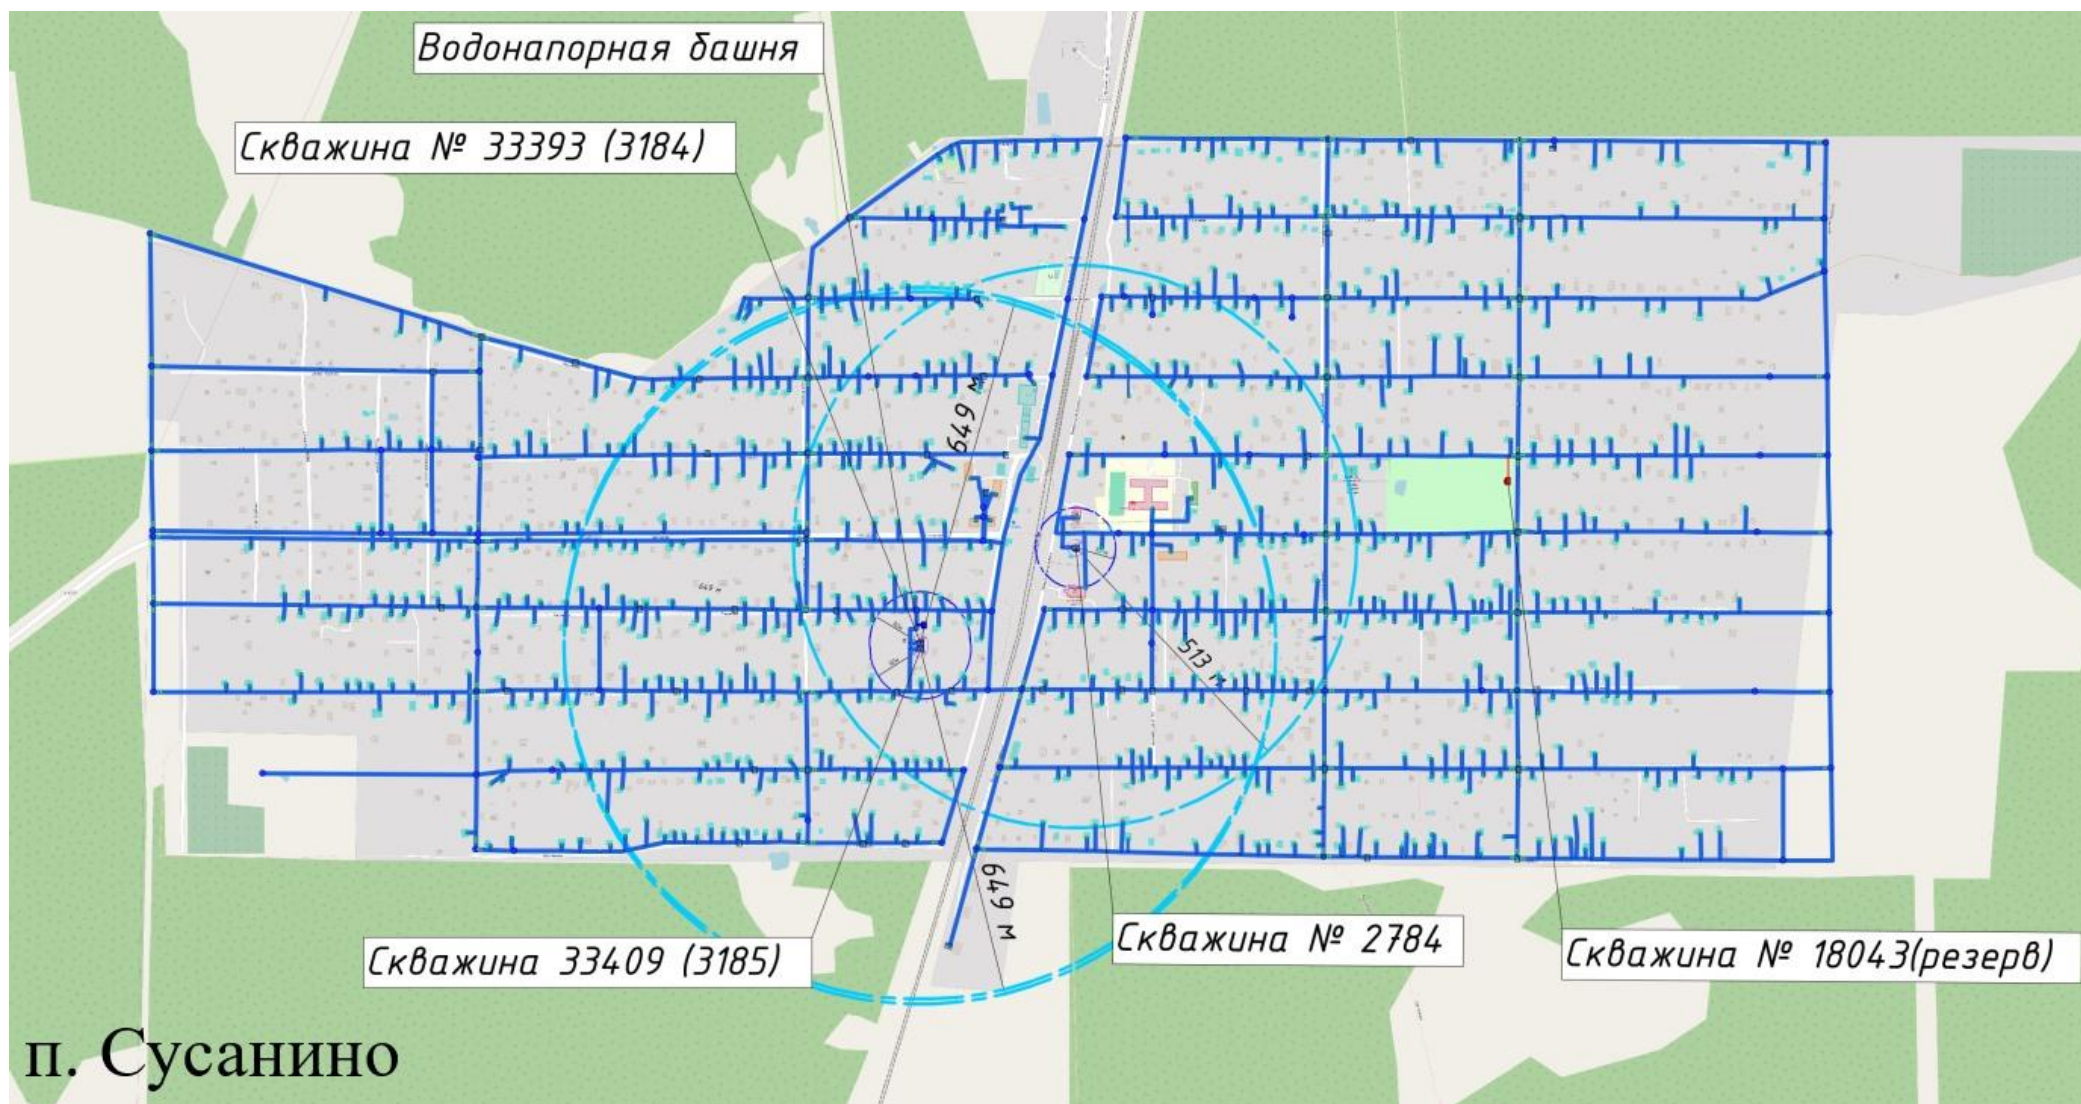 Водонапорная башня
Скважина № 33393 (3184)
649 м
649 м
513 м
649 м
Скважина 33409 (3185)
Скважина № 2784
Скважина № 18043(резерв)
п. Сусанино